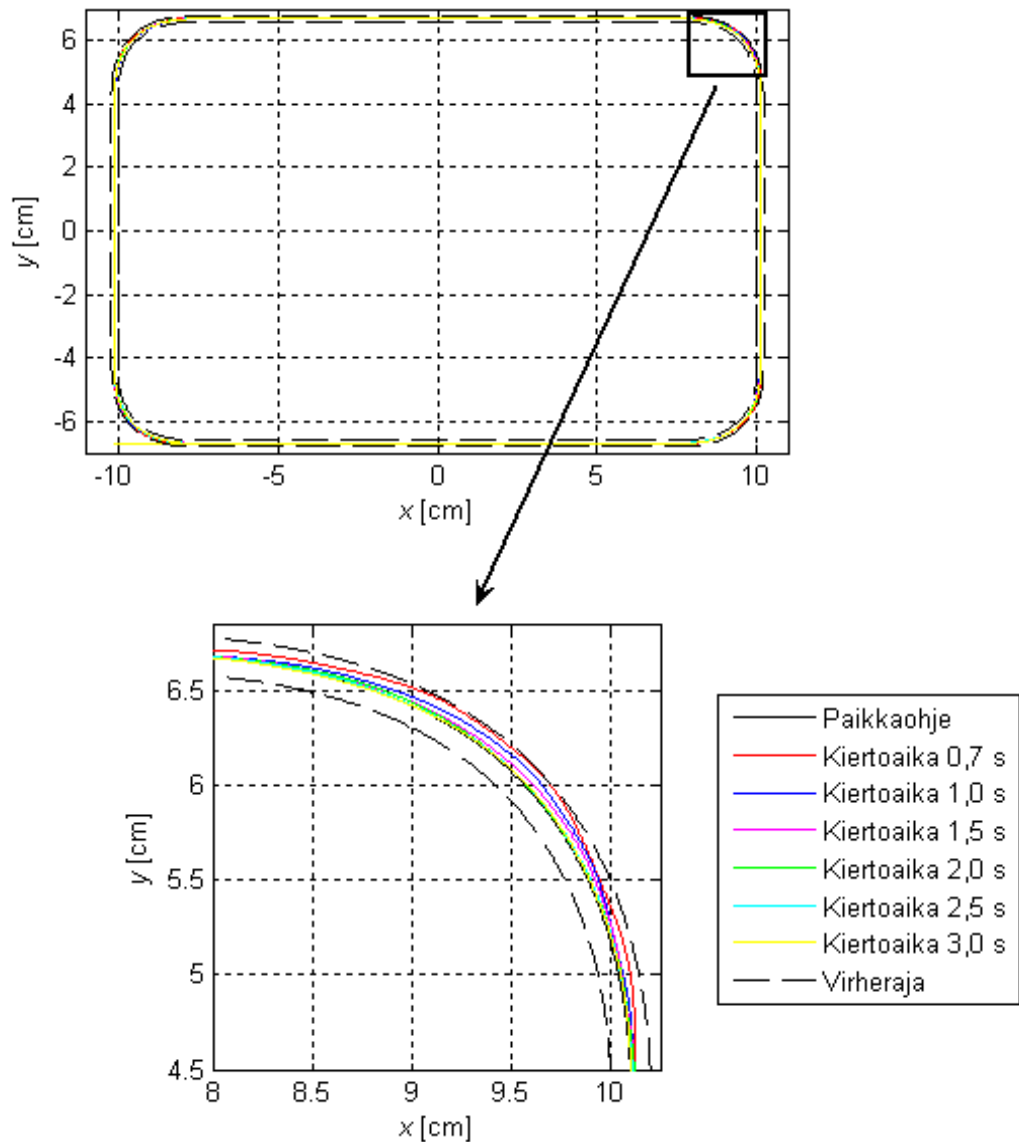 6
4
2
0
-2
-4
-6
y [cm]
-10
-5
0
5
10
x [cm]
6.5
6
5.5
5
4.5
y [cm]
8
8.5
9
9.5
10
x [cm]
Paikkaohje
Kiertoaika 0,7 s
Kiertoaika 1,0 s
Kiertoaika 1,5 s
Kiertoaika 2,0 s
Kiertoaika 2,5 s
Kiertoaika 3,0 s
Virheraja